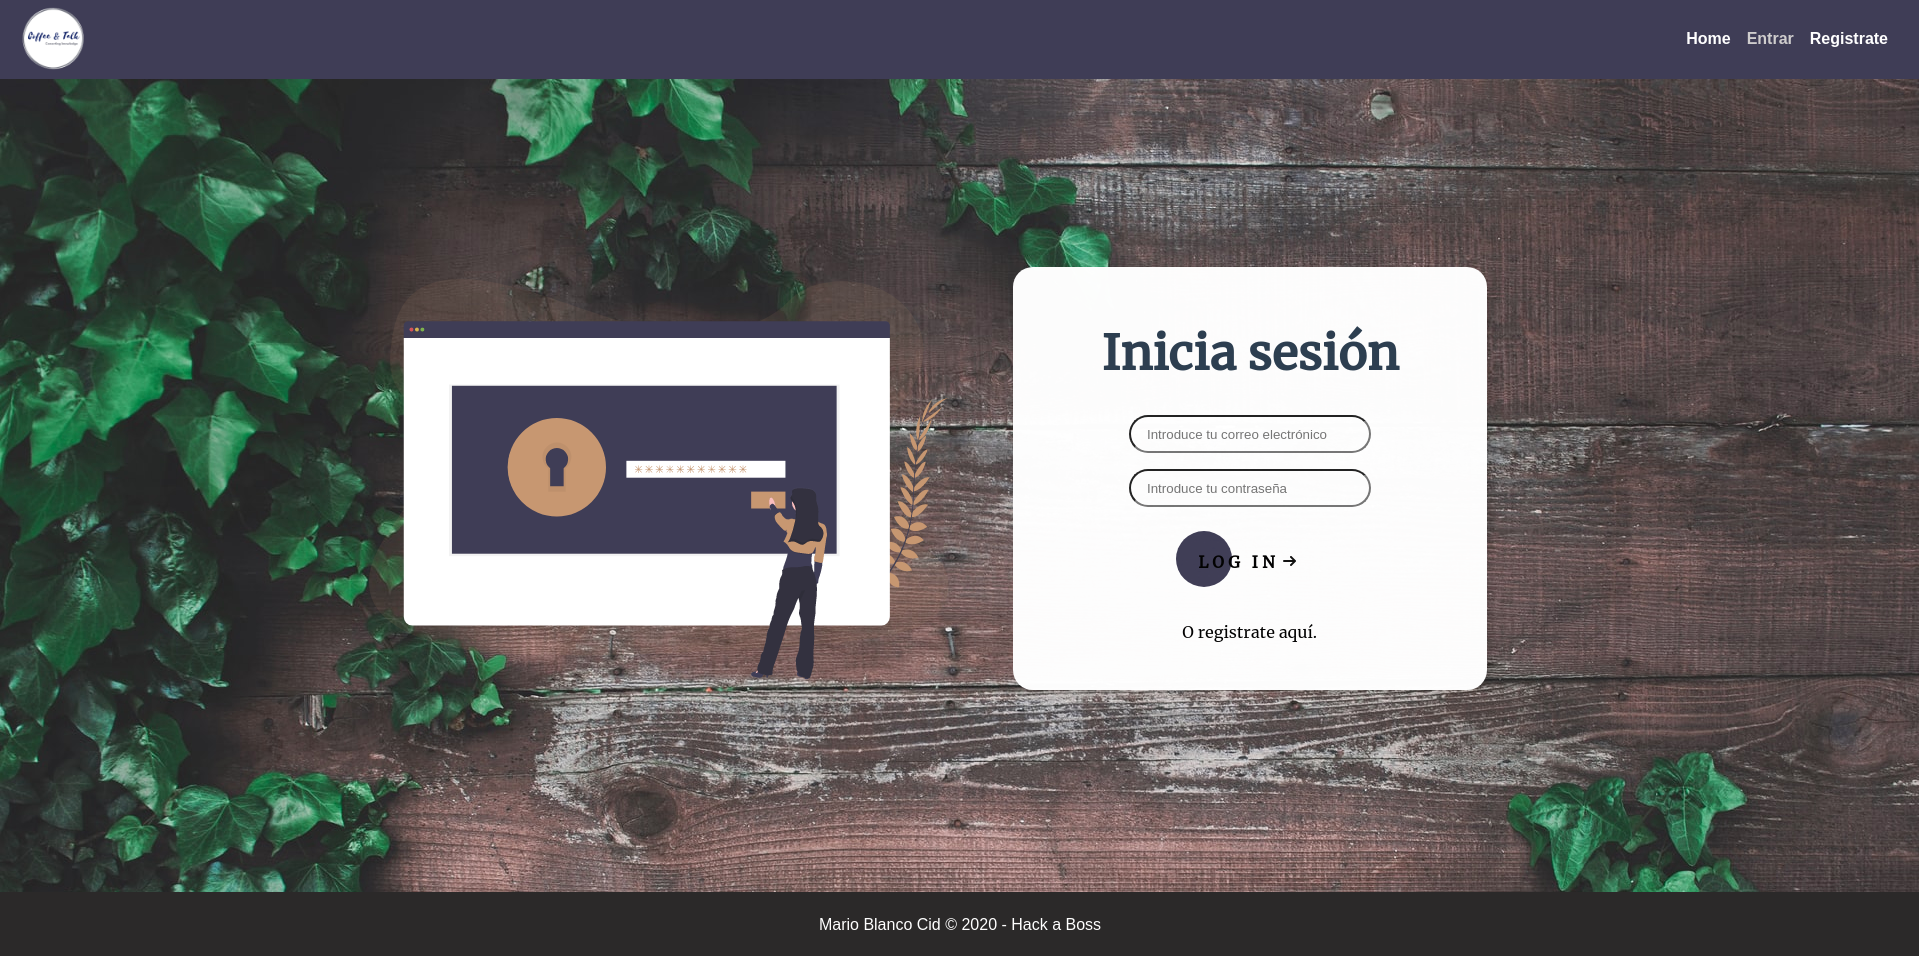 Coffee & Talk
Home Entrar Registrate
Inicia sesión
Introduce tu correo electrónico
***********
Introduce tu contraseña
LOG IN →
O registrate aquí.
Mario Blanco Cid © 2020 - Hack a Boss